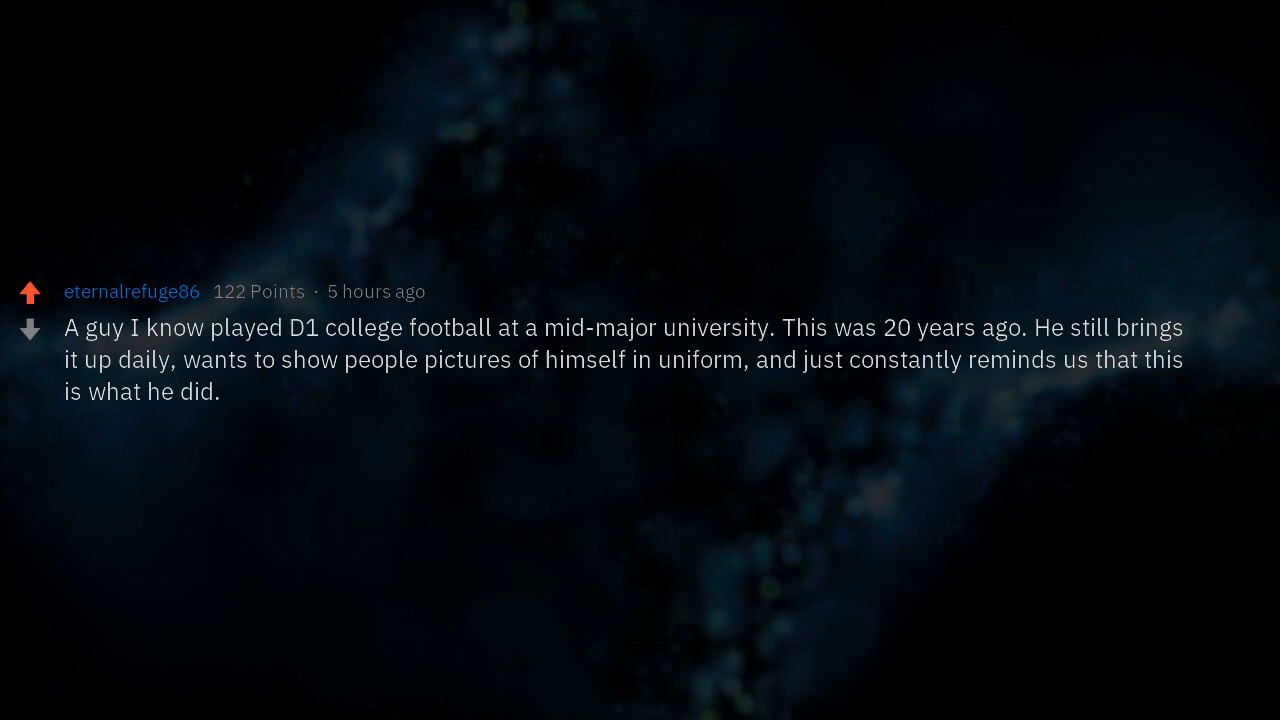 eternalrefuge86 122 Points · 5 hours ago
A guy I know played D1 college football at a mid-major university. This was 20 years ago. He still brings
it up daily, wants to show people pictures of himself in uniform, and just constantly reminds us that this
is what he did.